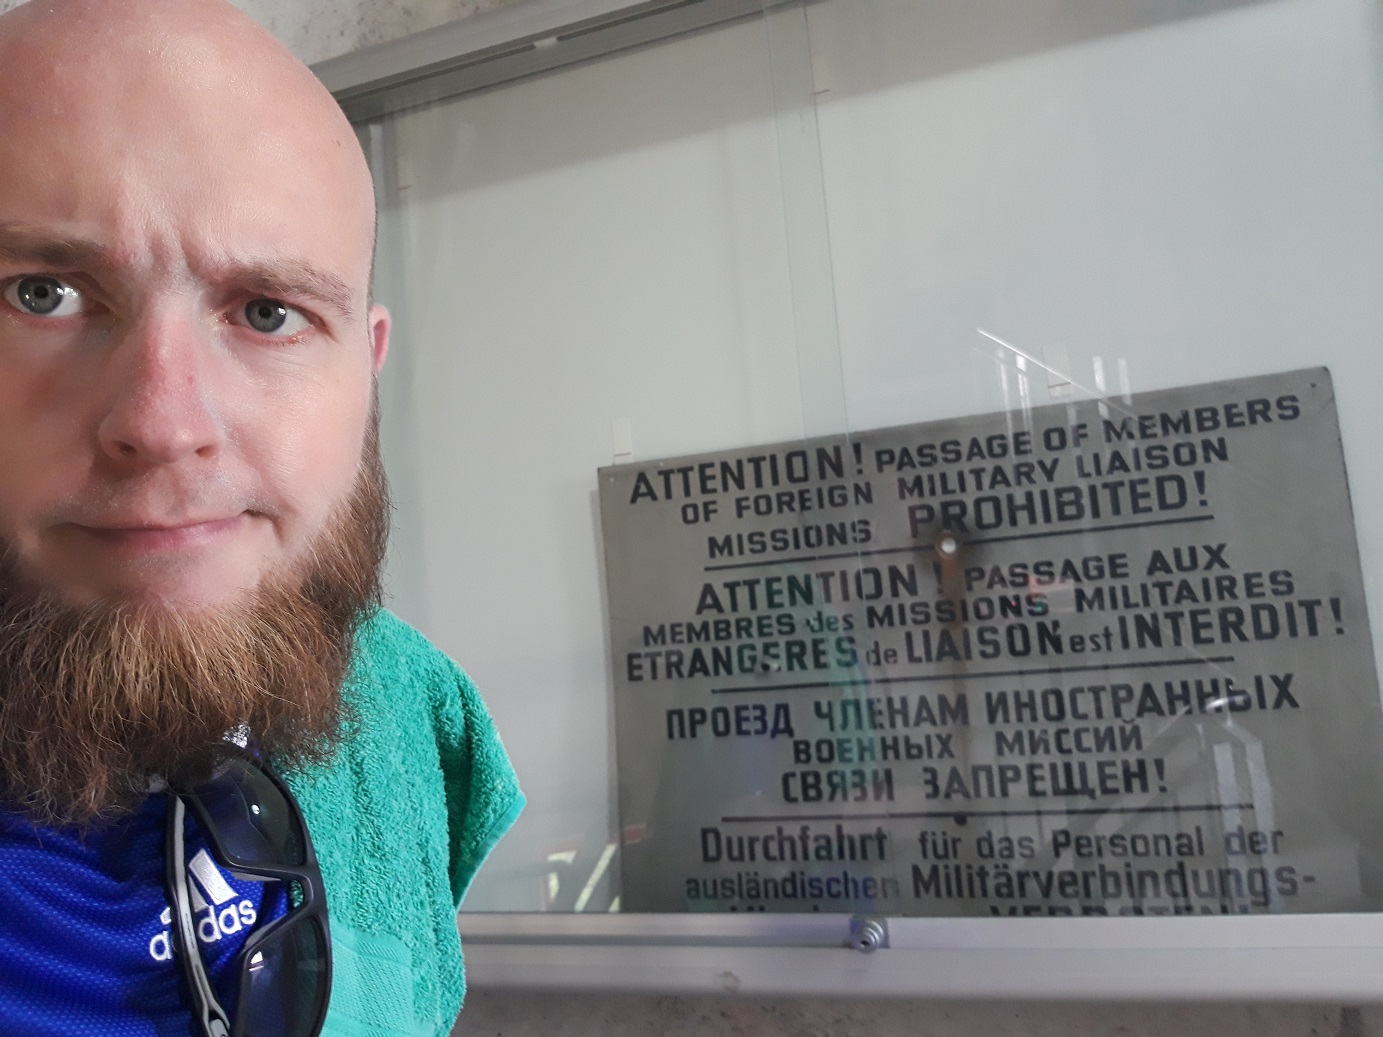 ATTENTION! PASSAGE OF MEMBERS
OF FOREIGN MILITARY LIAISON
MISSIONS PROHIBITED!
ATTENTION! PASSAGE AUX
MEMBRES des MISSIONS MILITAIRES
ETRANGERES de LIAISON est INTERDIT!
ПРОЕЗД ЧЛЕНАМ ИНОСТРАННЫХ
ВОЕННЫХ МИССИЙ
СВЯЗИ ЗАПРЕЩЕН!
Durchfahrt für das Personal der
ausländischen Militärverbindungs-
adidas